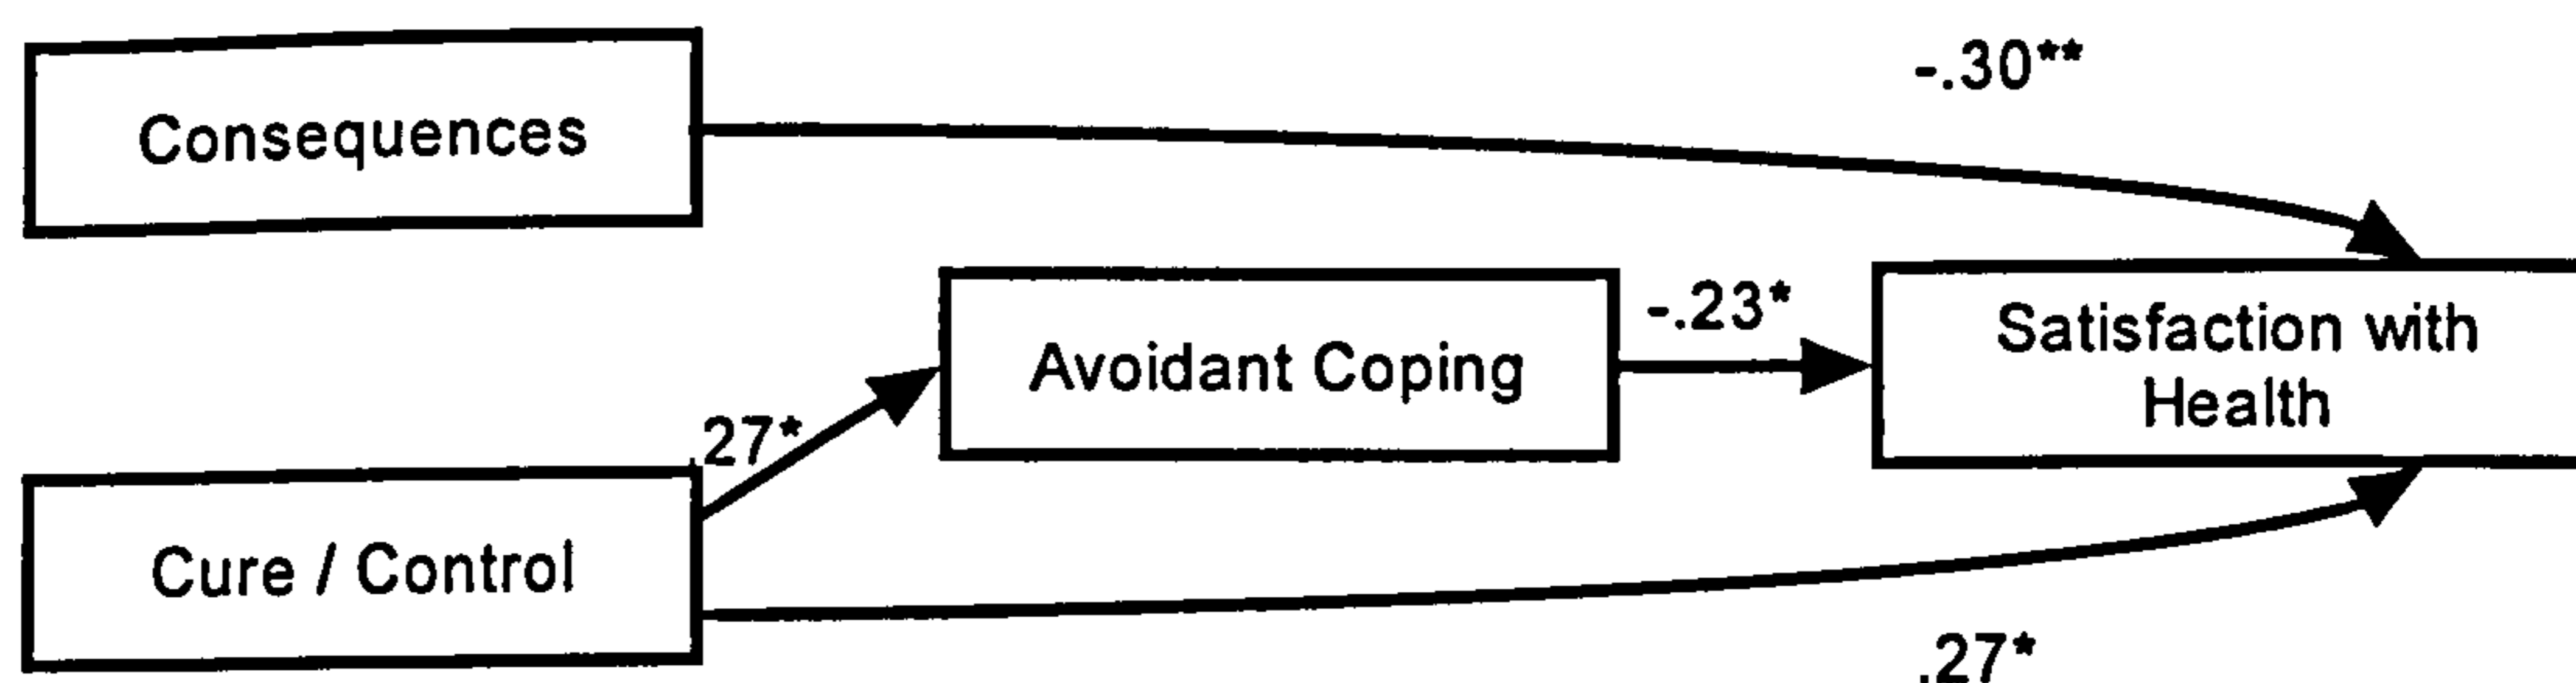 -.30**
Consequences
-.23*
Satisfaction with
Health
Avoidant Coping
.27*
Cure / Control
.27*